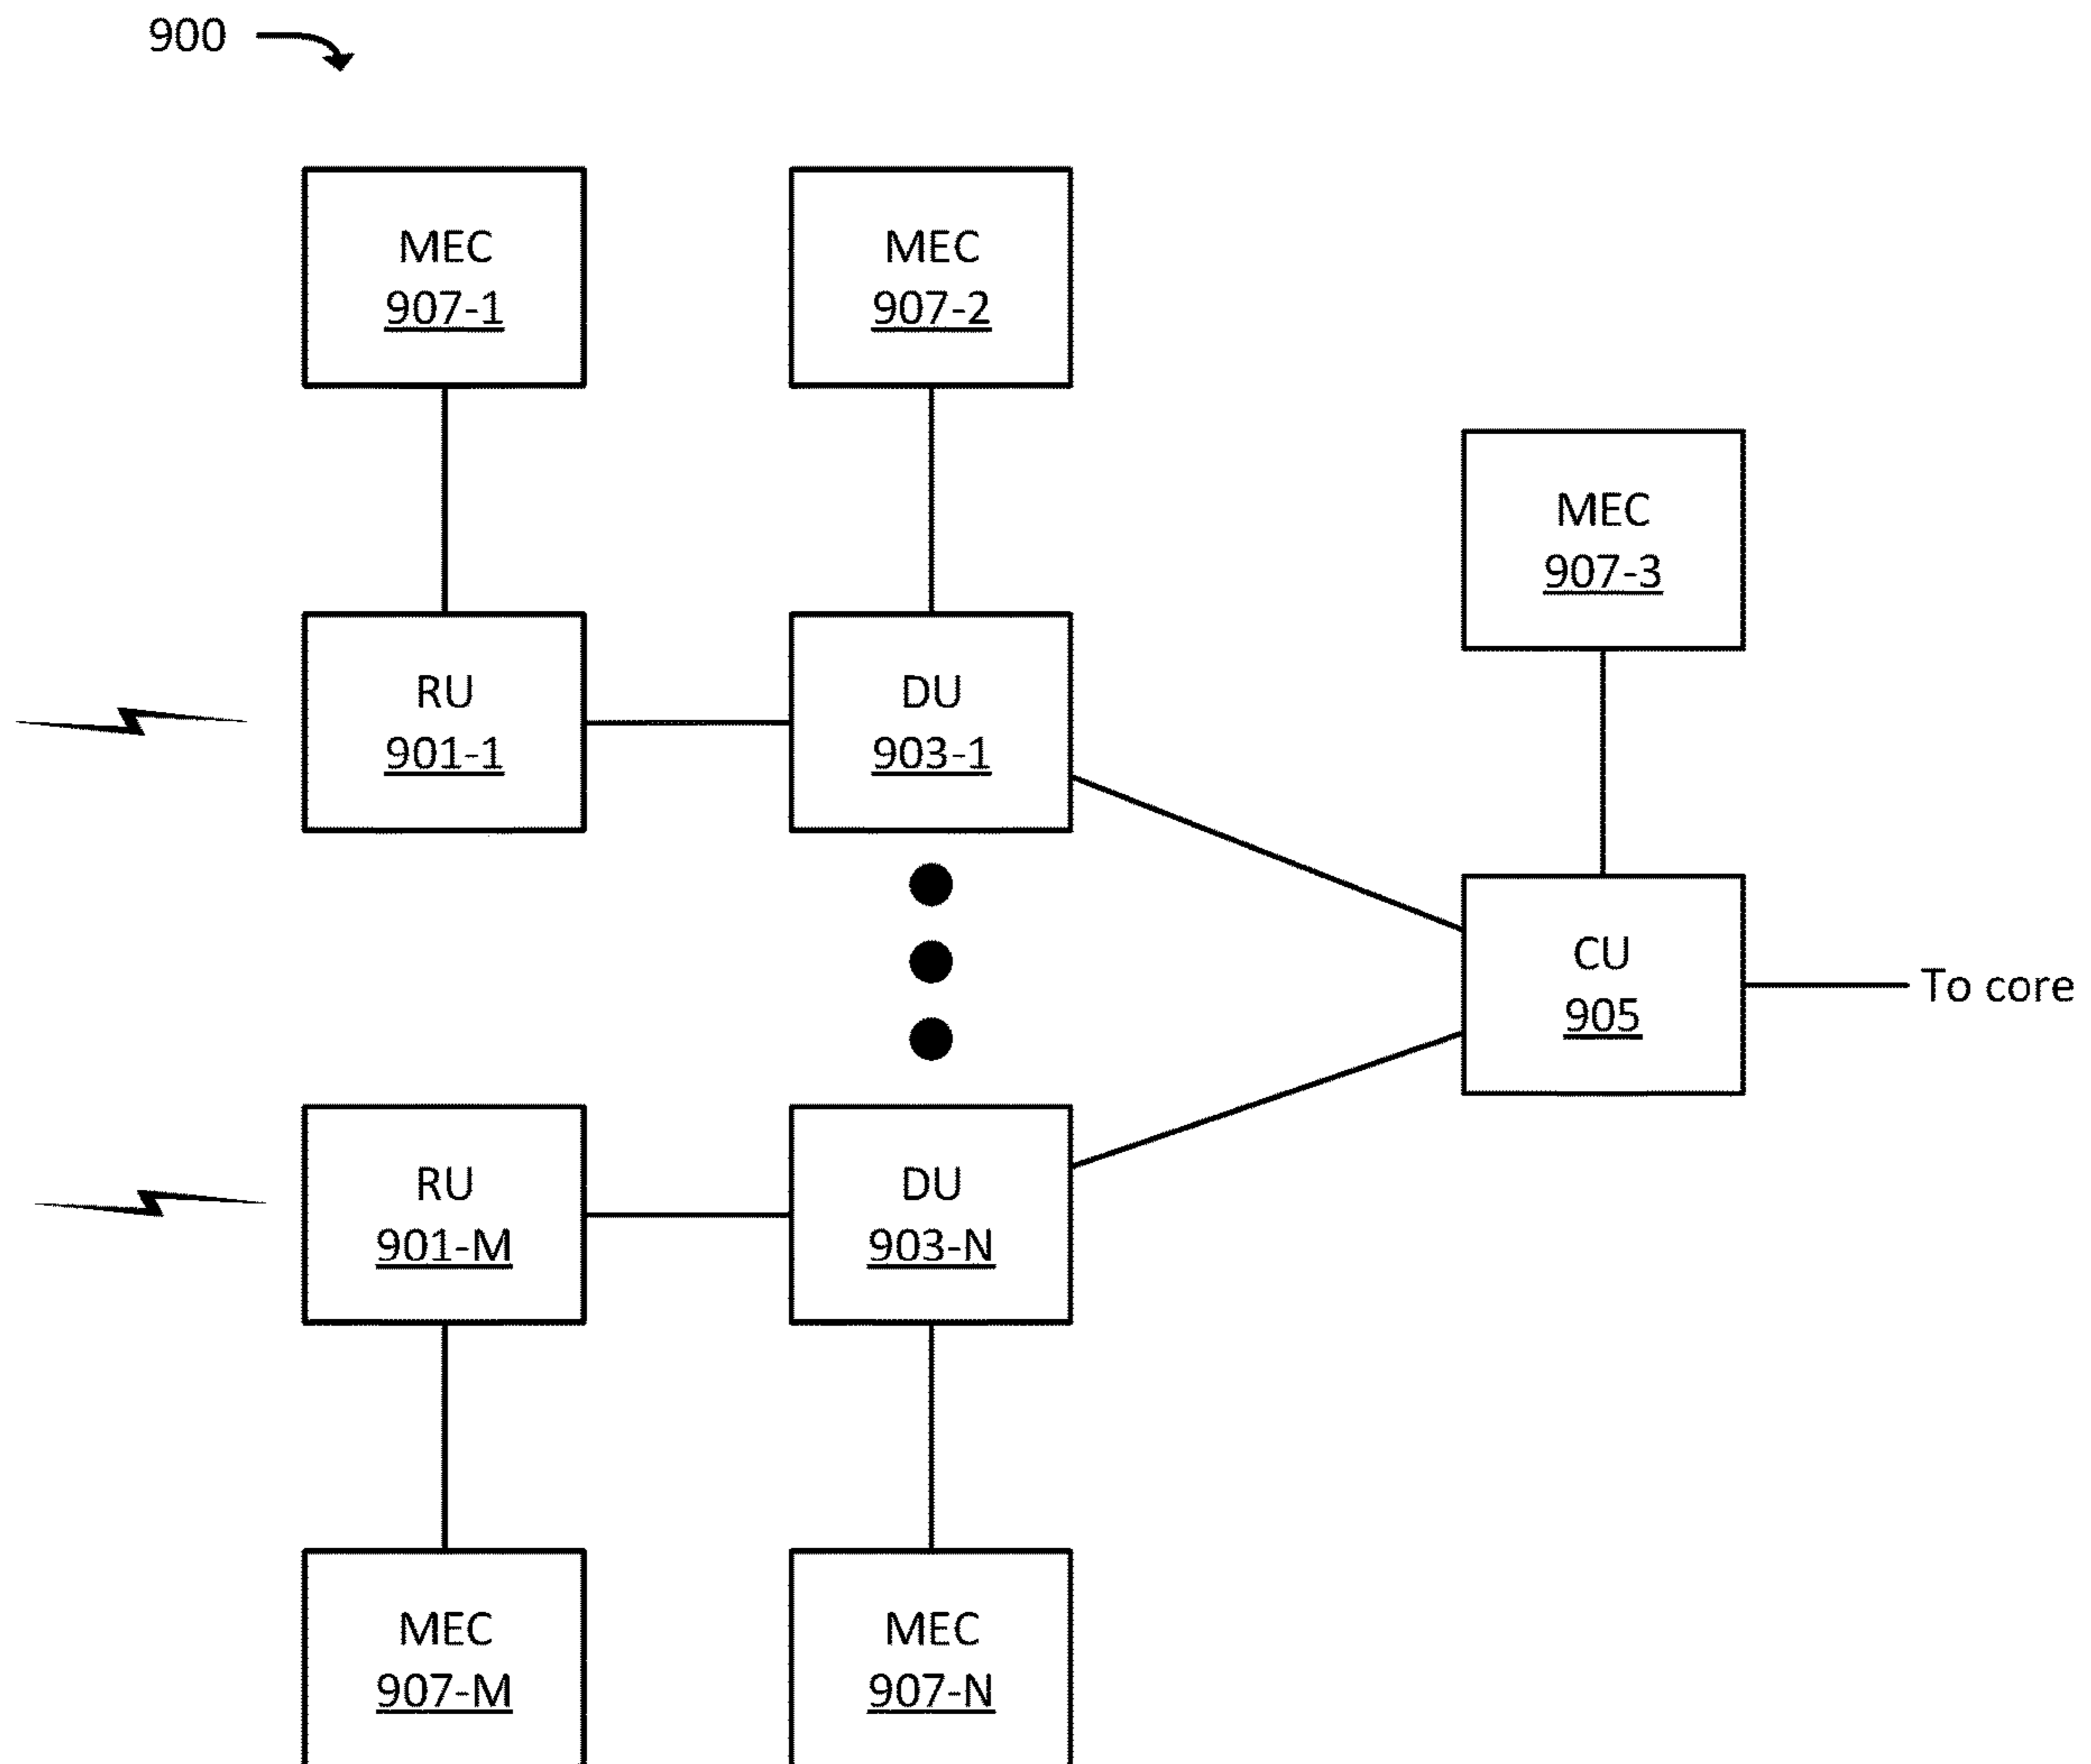 900
MEC
907-1
MEC
907-2
MEC
907-3
RU
901-1
DU
903-1
CU
905
To core
RU
901-M
DU
903-N
MEC
907-M
MEC
907-N